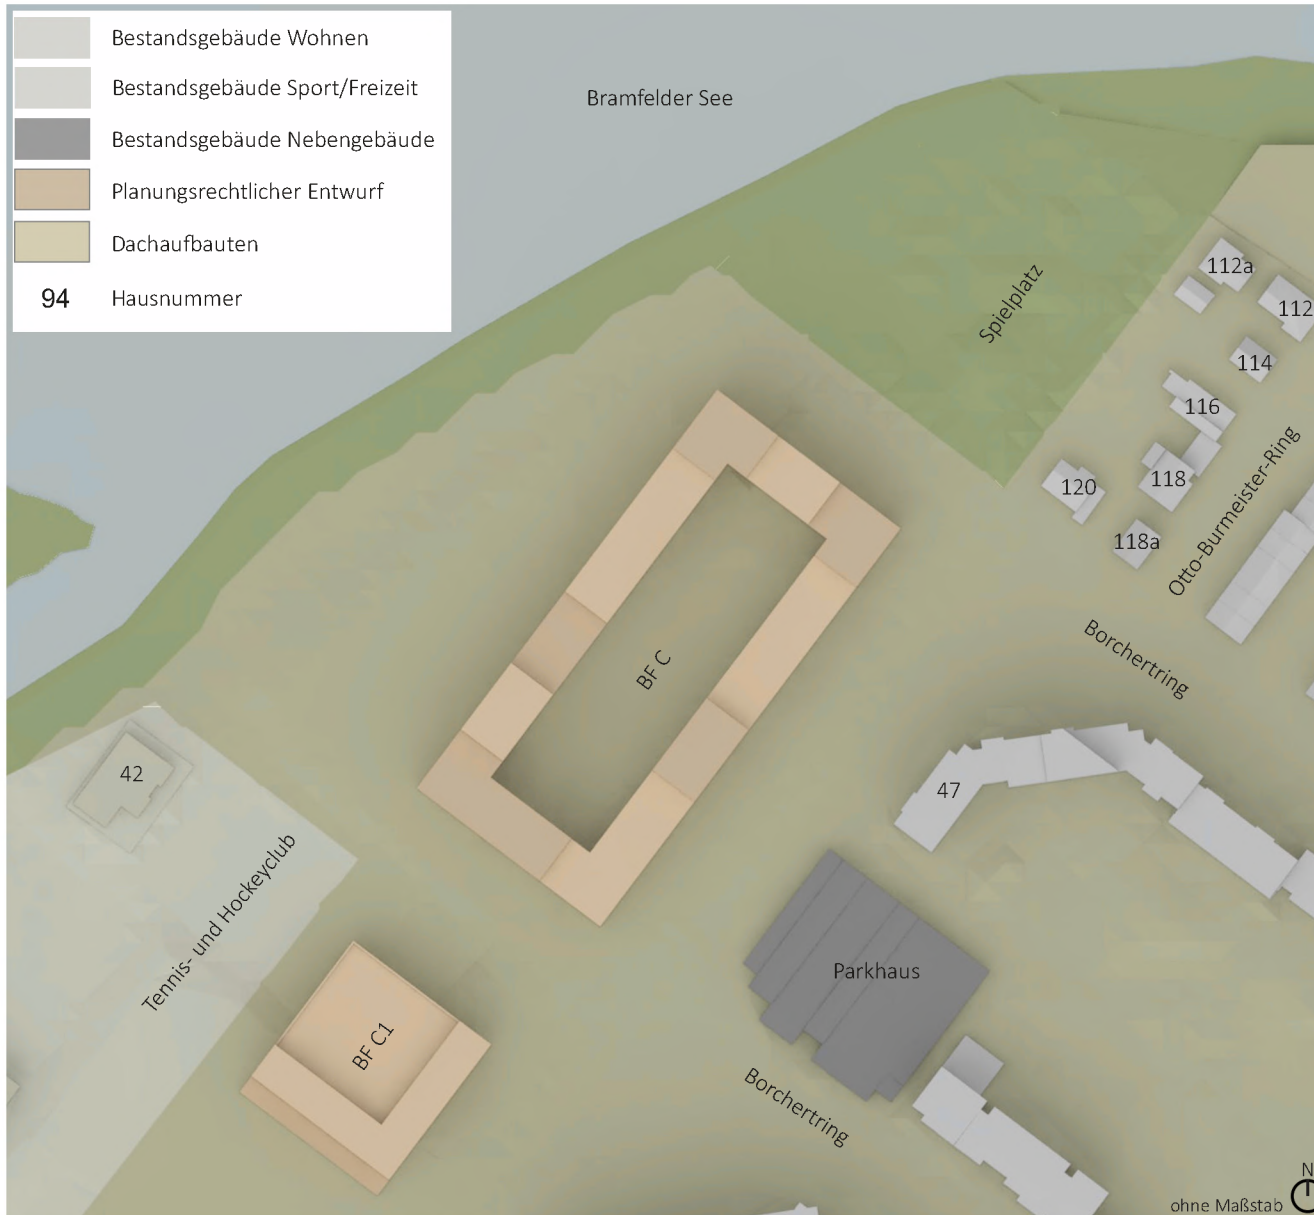 Bestandsgebäude Wohnen
Bestandsgebäude Sport/Freizeit
Bestandsgebäude Nebengebäude
Planungsrechtlicher Entwurf
Dachaufbauten
94 Hausnummer
Bramfelder See
Spielplatz
112a
112
114
116
118
120
118a
Otto-Burmeister-Ring
Borchertring
BF C
42
47
Tennis- und Hockeyclub
Parkhaus
BF C1
Borchertring
N
ohne Maßstab